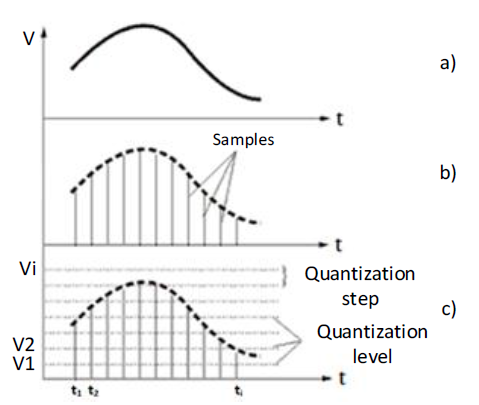 V
a)
t
Samples
b)
t
Vi
Quantization
step
c)
Quantization
level
V2
V1
t
t₁ t₂ tᵢ